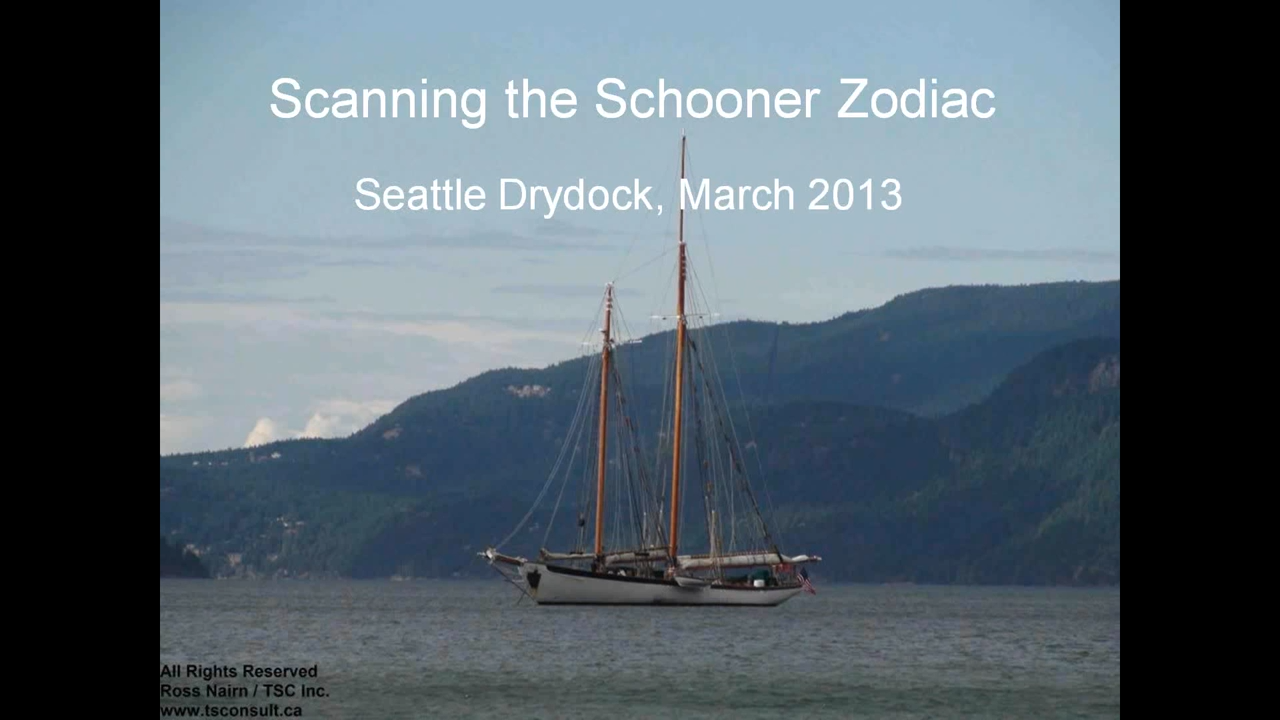 Scanning the Schooner Zodiac
Seattle Drydock, March 2013
All Rights Reserved
Ross Nairn / TSC Inc.
www.tsconsult.ca